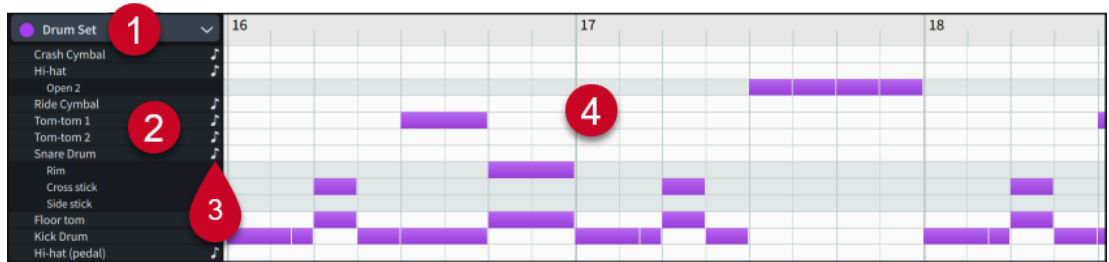 Drum Set
1
16
17
18
Crash Cymbal
Hi-hat
Open 2
Ride Cymbal
Tom-tom 1
2
4
Tom-tom 2
Snare Drum
Rim
Cross stick
Side stick
3
Floor tom
Kick Drum
Hi-hat (pedal)